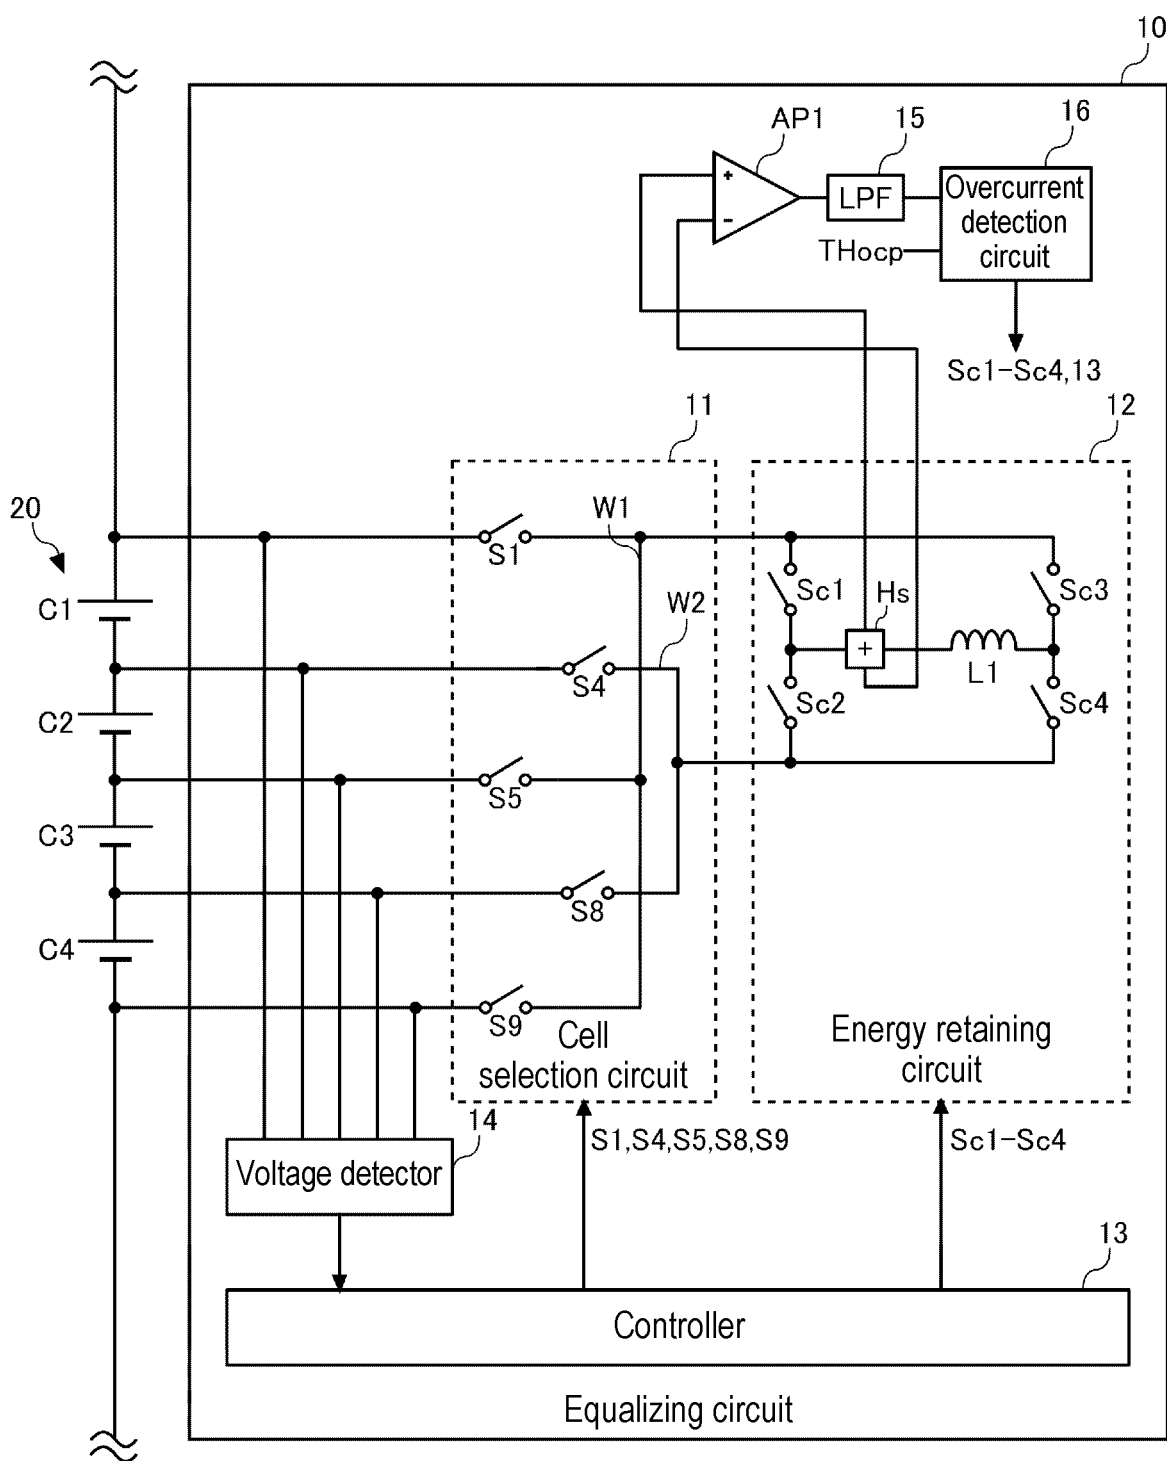 10
AP1
15
16
+
−
LPF
Overcurrent
detection
circuit
THocp
Sc1−Sc4,13
11
12
20
W1
S1
C1
Sc1
Hs
Sc3
W2
+
S4
L1
C2
Sc2
Sc4
S5
C3
S8
C4
S9
Cell
selection circuit
Energy retaining
circuit
14
S1,S4,S5,S8,S9
Sc1−Sc4
Voltage detector
13
Controller
Equalizing circuit